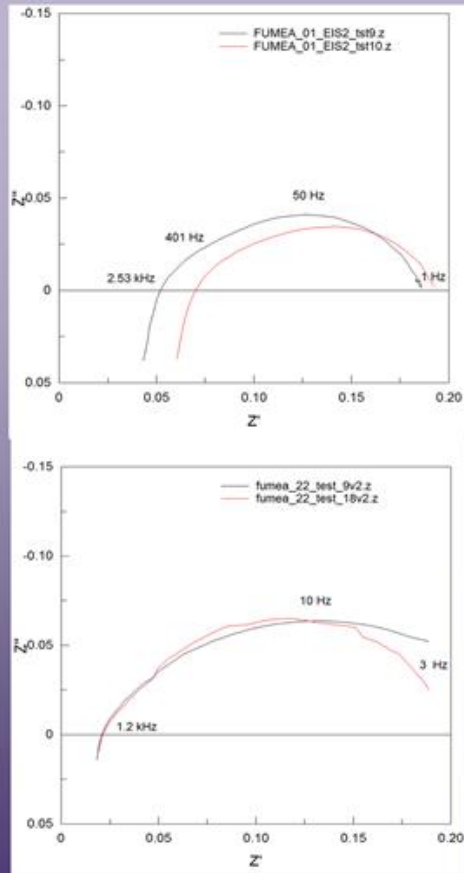 -0.15
FUMEA_01_EIS2_tst9.z
FUMEA_01_EIS2_tst10.z
-0.10
Z''
-0.05
50 Hz
401 Hz
2.53 kHz
1 Hz
0
0.05
0
0.05
0.10
0.15
0.20
Z'
-0.15
fumea_22_test_9v2.z
fumea_22_test_18v2.z
-0.10
Z''
10 Hz
-0.05
3 Hz
1.2 kHz
0
0.05
0
0.05
0.10
0.15
0.20
Z'